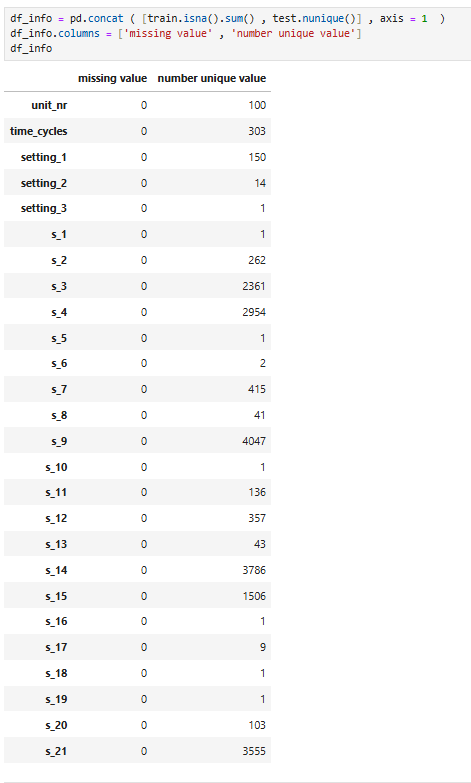 df_info = pd.concat ( [train.isna().sum() , test.nunique()] , axis = 1  )
df_info.columns = ['missing value' , 'number unique value']
df_info
missing value number unique value
unit_nr 0 100
time_cycles 0 303
setting_1 0 150
setting_2 0 14
setting_3 0 1
s_1 0 1
s_2 0 262
s_3 0 2361
s_4 0 2954
s_5 0 1
s_6 0 2
s_7 0 415
s_8 0 41
s_9 0 4047
s_10 0 1
s_11 0 136
s_12 0 357
s_13 0 43
s_14 0 3786
s_15 0 1506
s_16 0 1
s_17 0 9
s_18 0 1
s_19 0 1
s_20 0 103
s_21 0 3555